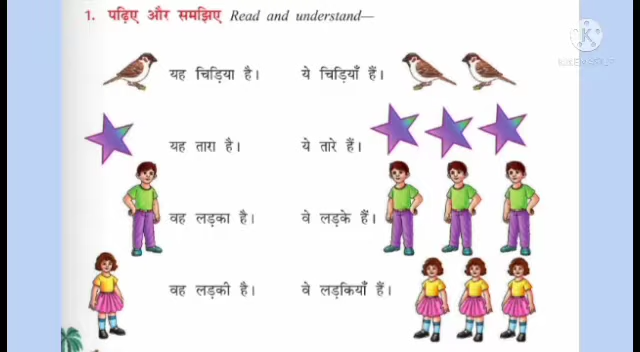 1. पढ़िए और समझिए Read and understand—
यह चिड़िया है। ये चिड़ियाँ हैं।
यह तारा है। ये तारे हैं।
वह लड़का है। वे लड़के हैं।
वह लड़की है। वे लड़कियाँ हैं।
K